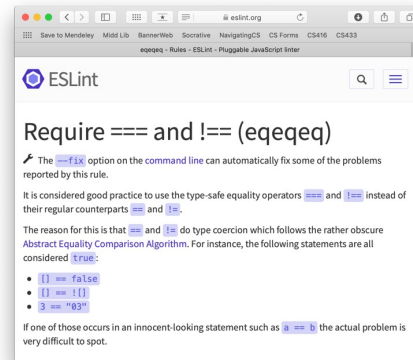 eslint.org
Save to Mendeley Midd Lib BannerWeb Socrative NavigatingCS CS Forms CS416 CS433
eqeqeq - Rules - ESLint - Pluggable JavaScript linter
ESLint
Require === and !== (eqeqeq)
The --fix option on the command line can automatically fix some of the problems
reported by this rule.
It is considered good practice to use the type-safe equality operators === and !== instead of
their regular counterparts == and !=.
The reason for this is that == and != do type coercion which follows the rather obscure
Abstract Equality Comparison Algorithm. For instance, the following statements are all
considered true:
• [] == false
• [] == ![]
• 3 == "03"
If one of those occurs in an innocent-looking statement such as a == b the actual problem is
very difficult to spot.